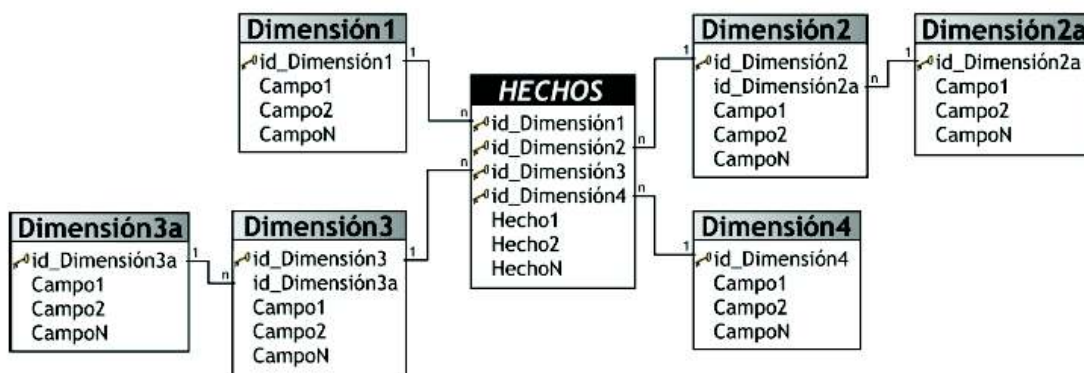 Dimensión1
id_Dimensión1
Campo1
Campo2
CampoN
1
n
HECHOS
id_Dimensión1
id_Dimensión2
id_Dimensión3
id_Dimensión4
Hecho1
Hecho2
HechoN
n
1
Dimensión2
id_Dimensión2
id_Dimensión2a
Campo1
Campo2
CampoN
n
1
Dimensión2a
id_Dimensión2a
Campo1
Campo2
CampoN
Dimensión3a
id_Dimensión3a
Campo1
Campo2
CampoN
1
n
Dimensión3
id_Dimensión3
id_Dimensión3a
Campo1
Campo2
CampoN
1
n
n
1
Dimensión4
id_Dimensión4
Campo1
Campo2
CampoN